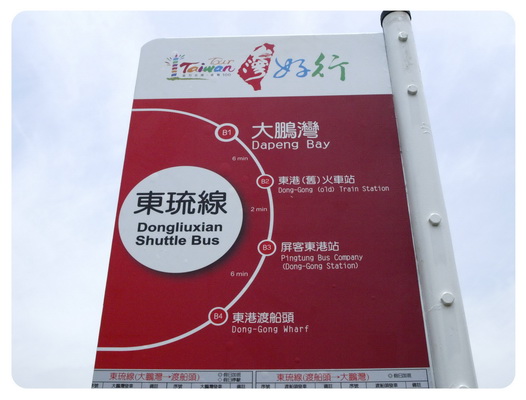 Tour
Taiwan
灣 好行
B1
大鵬灣
Dapeng Bay
6 min
B2
東港(舊)火車站
Dong-Gong (old) Train Station
東琉線
Dongliuxian
Shuttle Bus
2 min
B3
屏客東港站
Pingtung Bus Company
(Dong-Gong Station)
6 min
B4
東港渡船頭
Dong-Gong Wharf
東琉線(大鵬灣→渡船頭)
東琉線(渡船頭→大鵬灣)